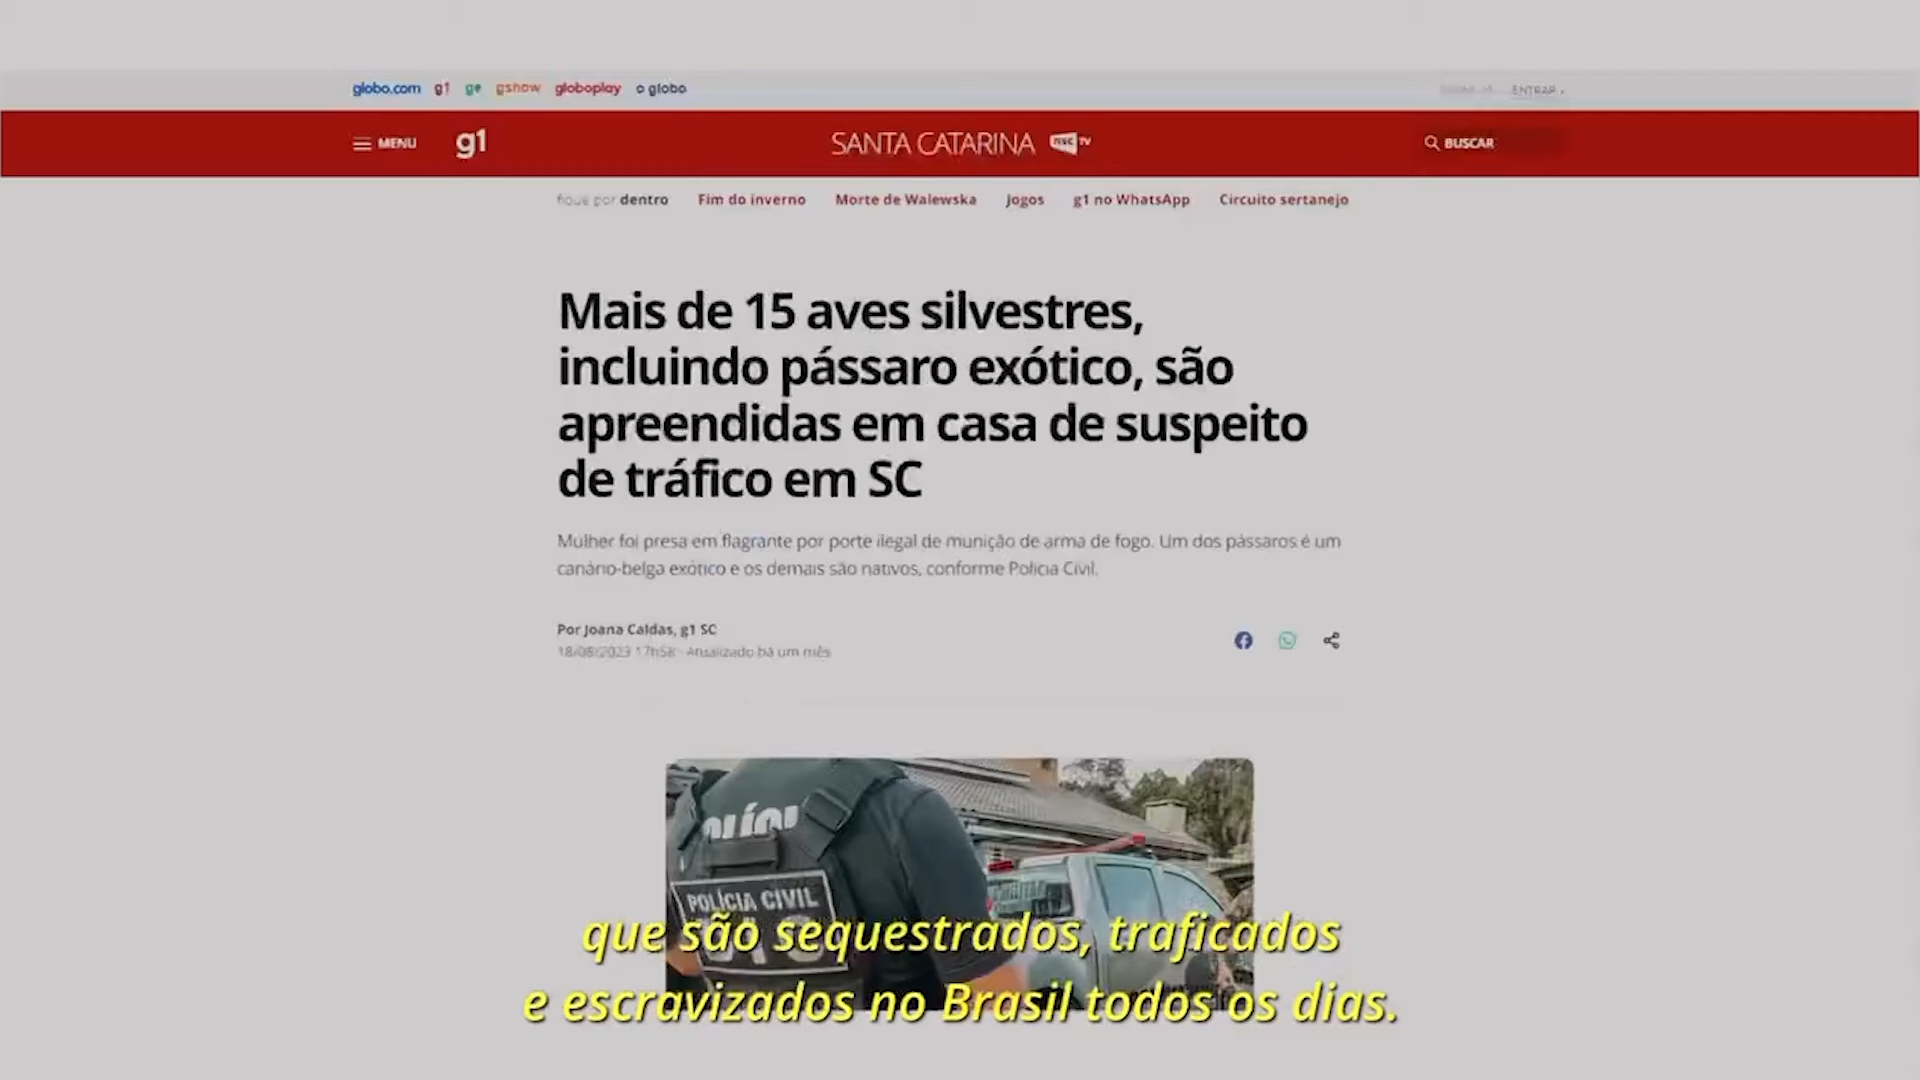 globo.com g1 ge gshow globoplay o globo
ENTRAR ›
MENU g1 SANTA CATARINA nsc tv BUSCAR
fique por dentro Fim do inverno Morte de Walewska Jogos g1 no WhatsApp Circuito sertanejo
Mais de 15 aves silvestres,
incluindo pássaro exótico, são
apreendidas em casa de suspeito
de tráfico em SC
Mulher foi presa em flagrante por porte ilegal de munição de arma de fogo. Um dos pássaros é um
canário-belga exótico e os demais são nativos, conforme Polícia Civil.
Por Joana Caldas, g1 SC
18/08/2023 17h58 · Atualizado há um mês
POLÍCIA CIVIL
que são sequestrados, traficados
e escravizados no Brasil todos os dias.